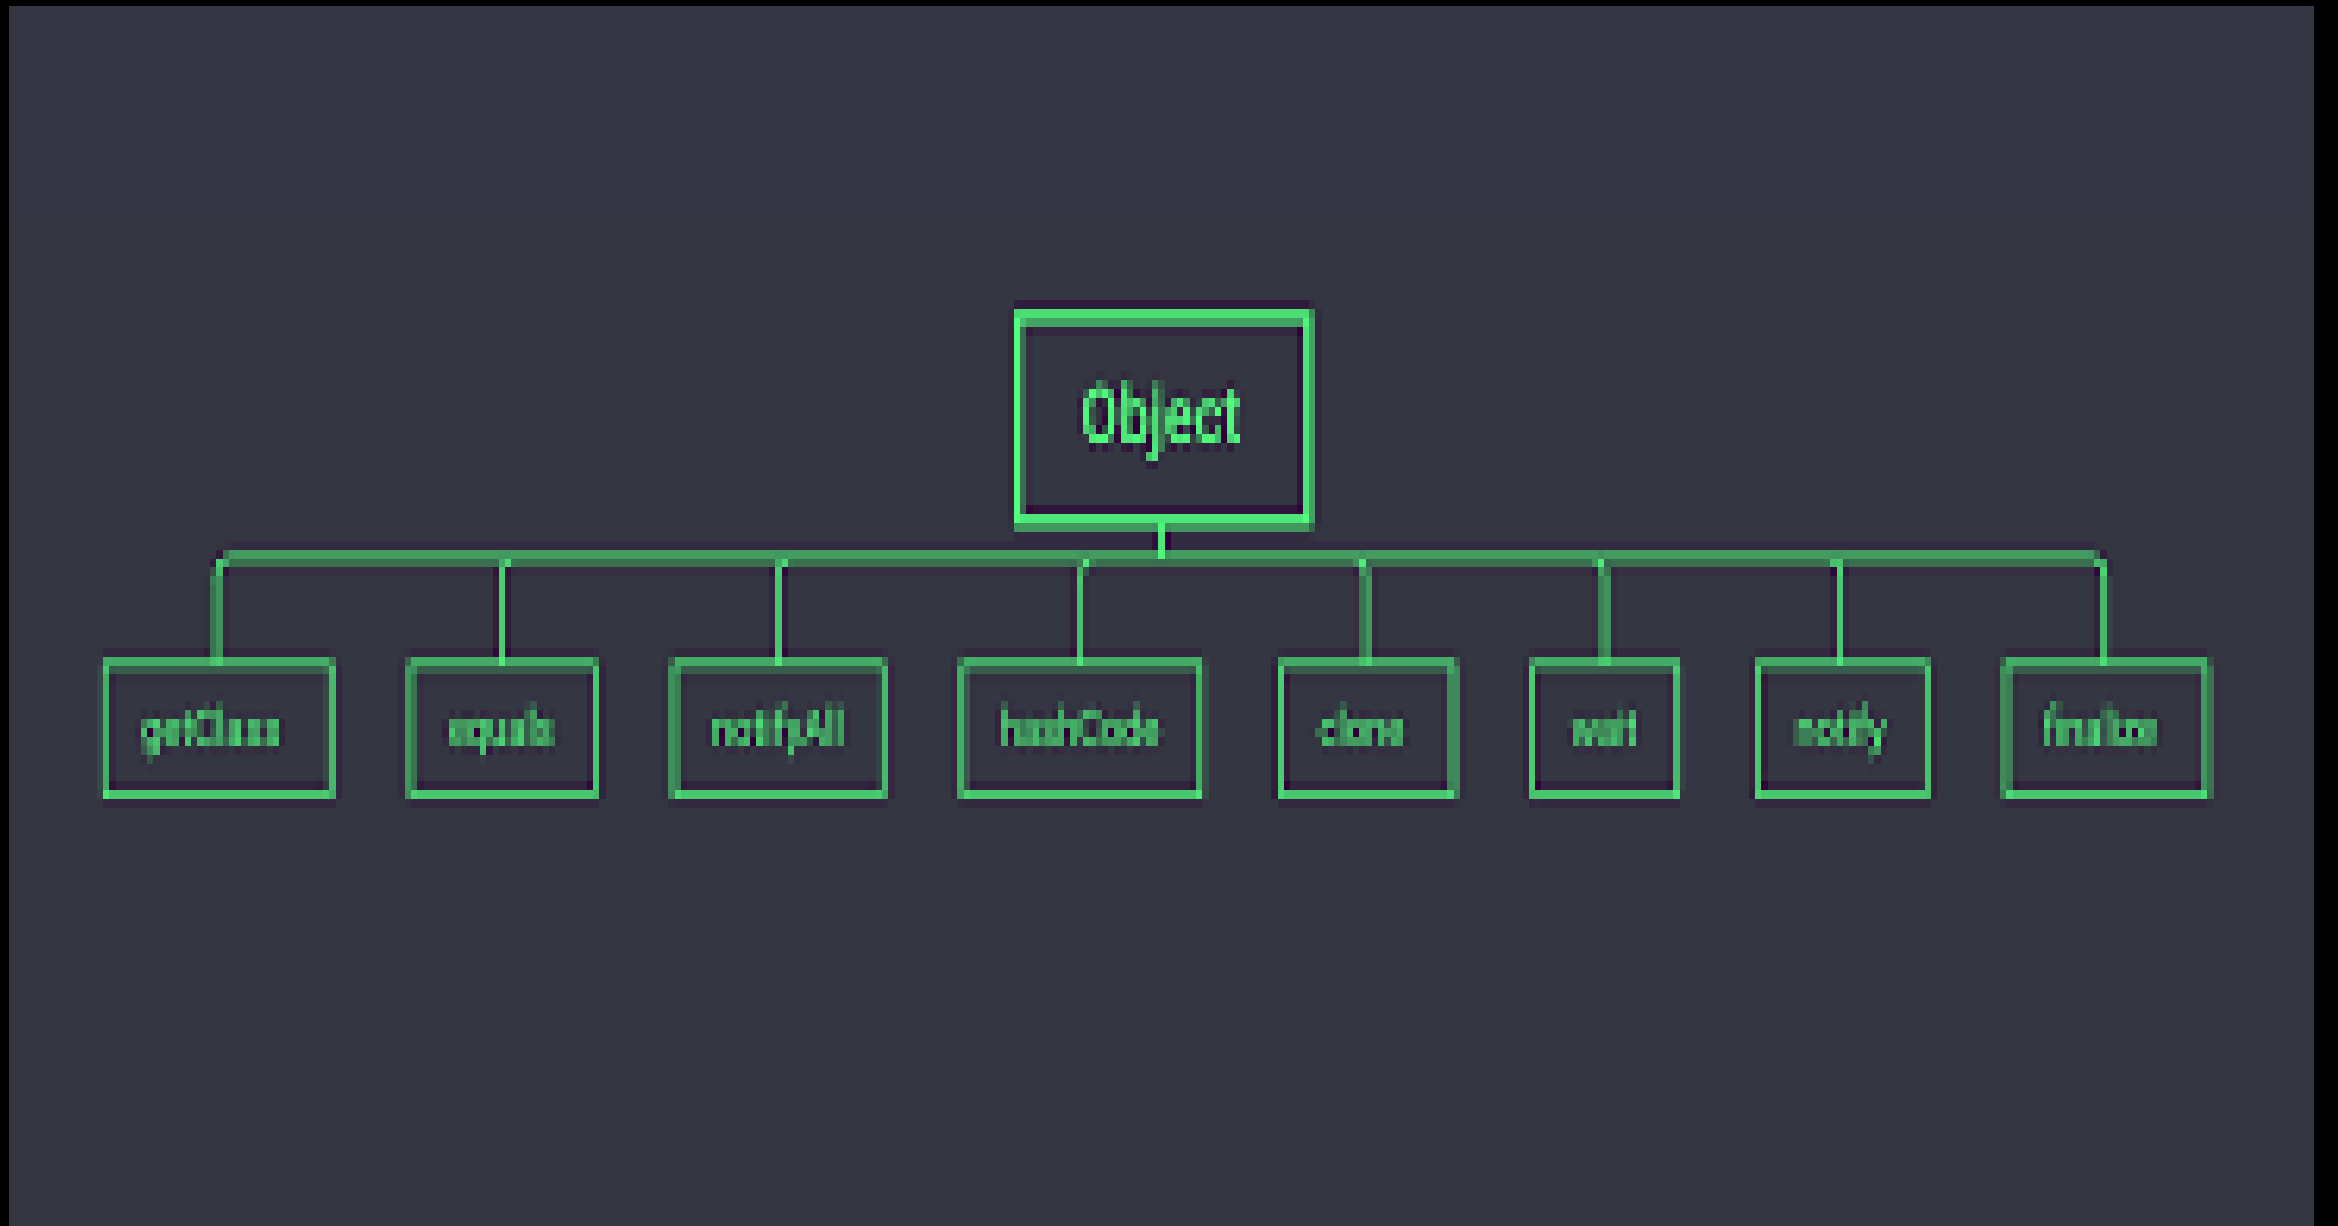 Object
getClass
equals
notifyAll
hashCode
clone
wait
notify
finalize